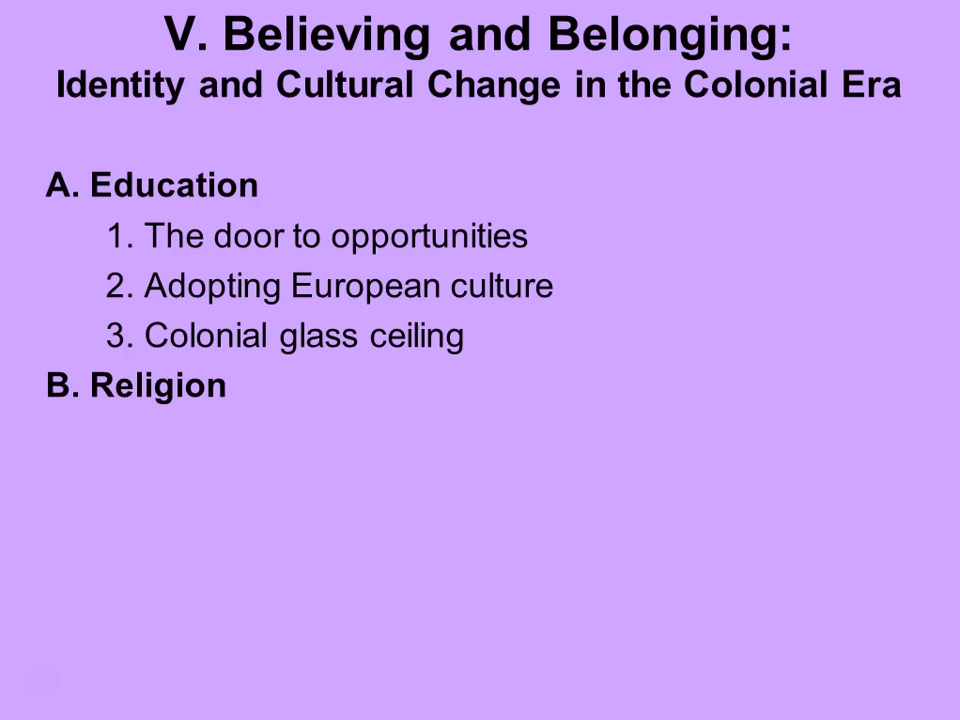 V. Believing and Belonging:
Identity and Cultural Change in the Colonial Era
A. Education
1. The door to opportunities
2. Adopting European culture
3. Colonial glass ceiling
B. Religion